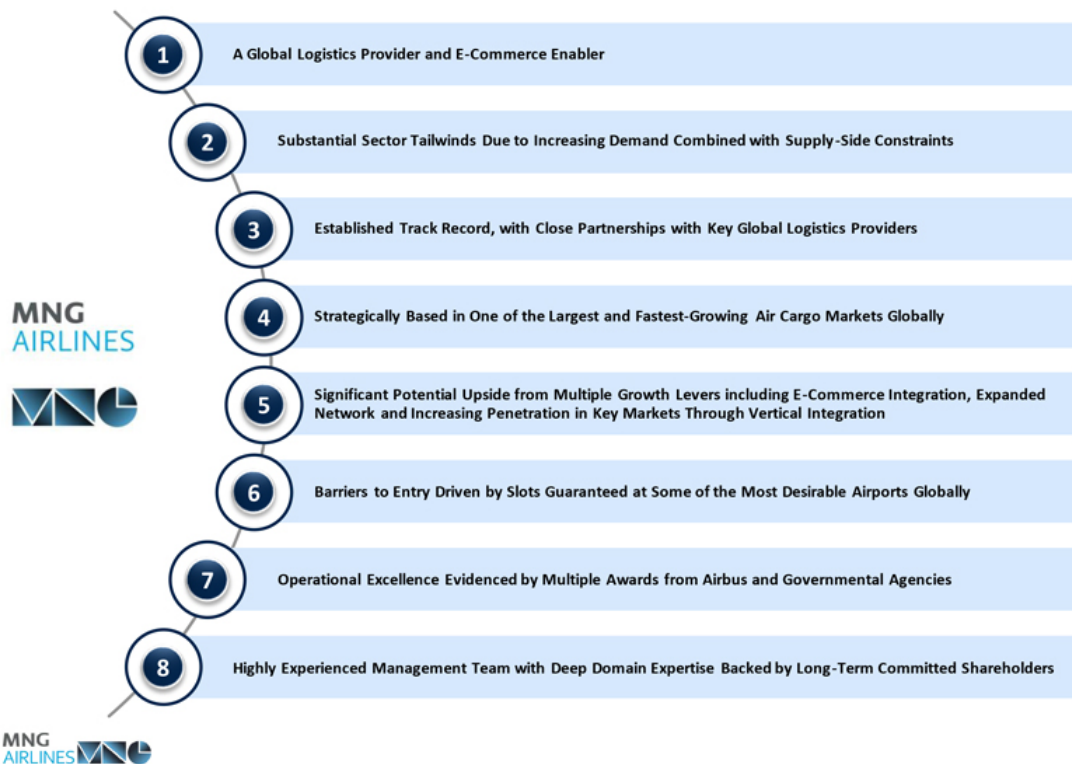 1
A Global Logistics Provider and E-Commerce Enabler
2
Substantial Sector Tailwinds Due to Increasing Demand Combined with Supply-Side Constraints
3
Established Track Record, with Close Partnerships with Key Global Logistics Providers
4
Strategically Based in One of the Largest and Fastest-Growing Air Cargo Markets Globally
MNG
AIRLINES
MNG
5
Significant Potential Upside from Multiple Growth Levers including E-Commerce Integration, Expanded
Network and Increasing Penetration in Key Markets Through Vertical Integration
6
Barriers to Entry Driven by Slots Guaranteed at Some of the Most Desirable Airports Globally
7
Operational Excellence Evidenced by Multiple Awards from Airbus and Governmental Agencies
8
Highly Experienced Management Team with Deep Domain Expertise Backed by Long-Term Committed Shareholders
MNG
AIRLINES
MNG